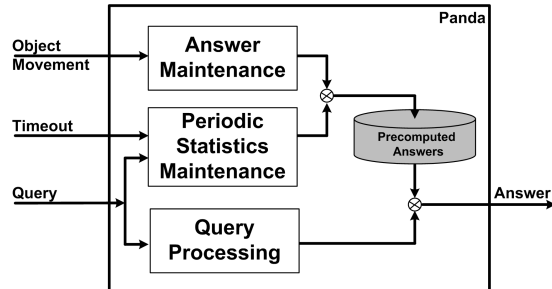 Panda
Object
Movement
Answer
Maintenance
Timeout
Periodic
Statistics
Maintenance
Precomputed
Answers
Query
Answer
Query
Processing